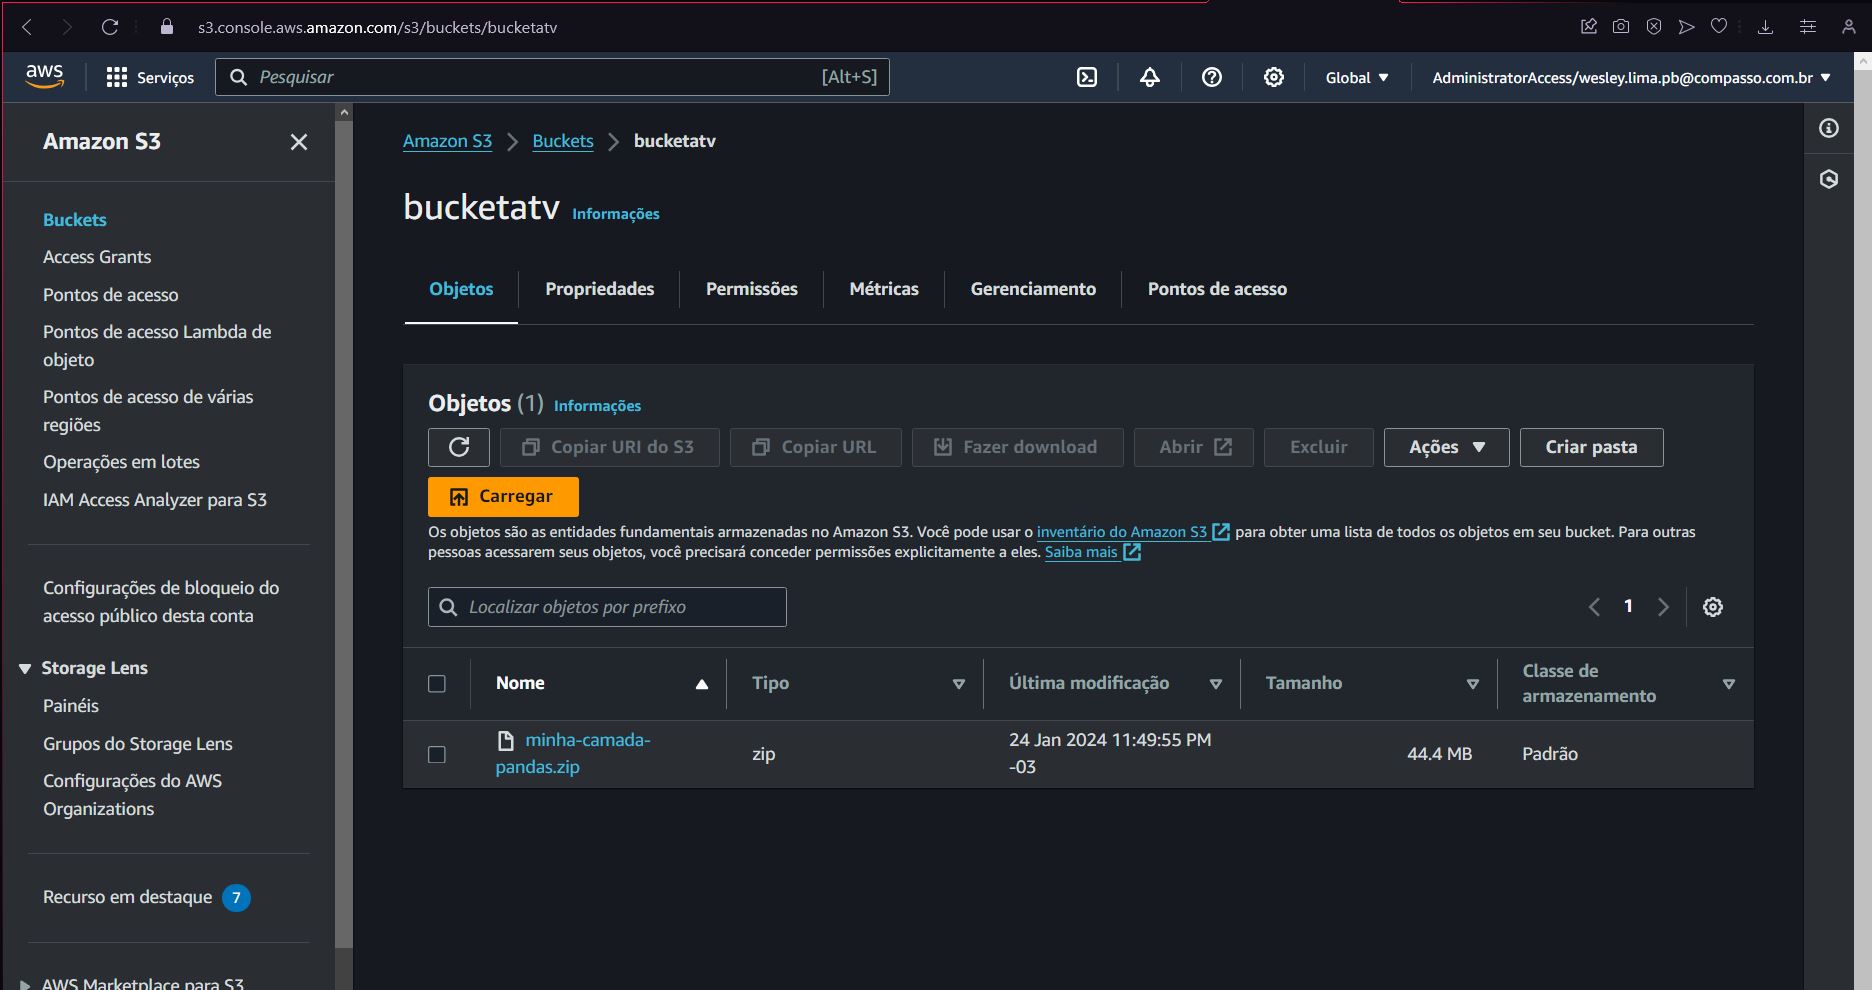 s3.console.aws.amazon.com/s3/buckets/bucketatv
aws
Serviços
Pesquisar
[Alt+S]
Global
AdministratorAccess/wesley.lima.pb@compasso.com.br
Amazon S3
Buckets
Access Grants
Pontos de acesso
Pontos de acesso Lambda de
objeto
Pontos de acesso de várias
regiões
Operações em lotes
IAM Access Analyzer para S3
Configurações de bloqueio do
acesso público desta conta
Storage Lens
Painéis
Grupos do Storage Lens
Configurações do AWS
Organizations
Recurso em destaque 7
AWS Marketplace para S3
Amazon S3 > Buckets > bucketatv
bucketatv Informações
Objetos
Propriedades
Permissões
Métricas
Gerenciamento
Pontos de acesso
Objetos (1) Informações
Copiar URI do S3
Copiar URL
Fazer download
Abrir
Excluir
Ações
Criar pasta
Carregar
Os objetos são as entidades fundamentais armazenadas no Amazon S3. Você pode usar o inventário do Amazon S3 para obter uma lista de todos os objetos em seu bucket. Para outras
pessoas acessarem seus objetos, você precisará conceder permissões explicitamente a eles. Saiba mais
Localizar objetos por prefixo
1
Nome
Tipo
Última modificação
Tamanho
Classe de
armazenamento
minha-camada-
pandas.zip
zip
24 Jan 2024 11:49:55 PM
-03
44.4 MB
Padrão